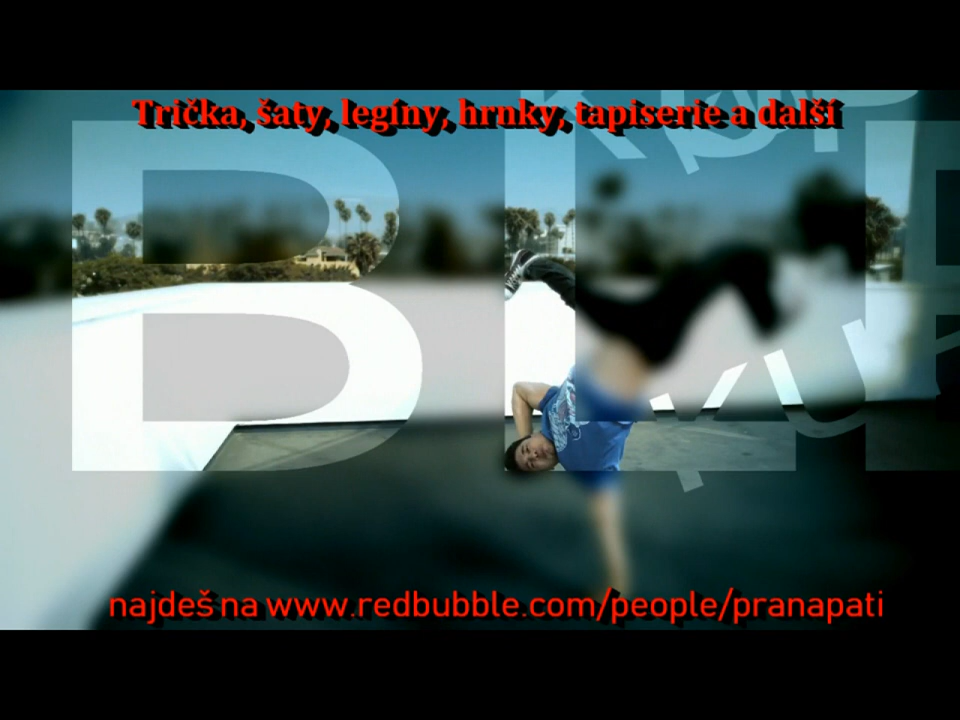 Trička, šaty, legíny, hrnky, tapiserie a další
najdeš na www.redbubble.com/people/pranapati